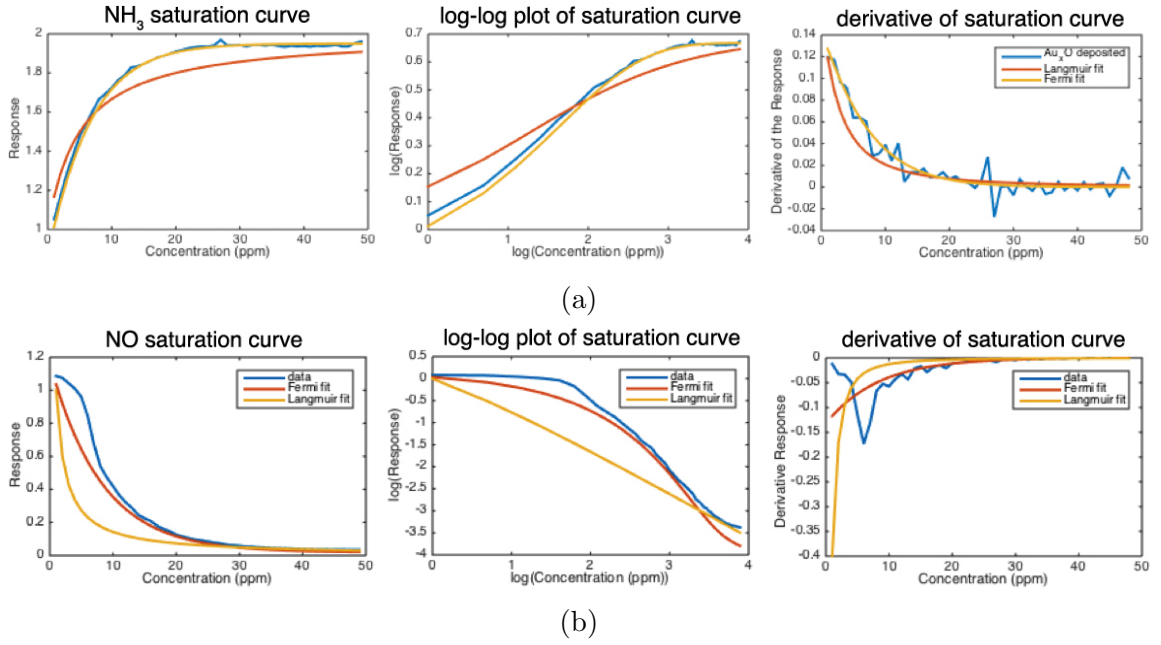 NH3 saturation curve
Response
2
1.8
1.6
1.4
1.2
1
0 10 20 30 40 50
Concentration (ppm)
log-log plot of saturation curve
log(Response)
0.7
0.6
0.5
0.4
0.3
0.2
0.1
0
0 1 2 3 4
log(Concentration (ppm))
derivative of saturation curve
Derivative of the Response
0.14
0.12
0.1
0.08
0.06
0.04
0.02
0
-0.02
-0.04
0 10 20 30 40 50
Concentration (ppm)
AuxO deposited
Langmuir fit
Fermi fit
(a)
NO saturation curve
Response
1.2
1
0.8
0.6
0.4
0.2
0
0 10 20 30 40 50
Concentration (ppm)
data
Fermi fit
Langmuir fit
log-log plot of saturation curve
log(Response)
0.5
0
-0.5
-1
-1.5
-2
-2.5
-3
-3.5
-4
0 1 2 3 4
log(Concentration (ppm))
data
Fermi fit
Langmuir fit
derivative of saturation curve
Derivative Response
0
-0.05
-0.1
-0.15
-0.2
-0.25
-0.3
-0.35
-0.4
0 10 20 30 40 50
Concentration (ppm)
data
Fermi fit
Langmuir fit
(b)